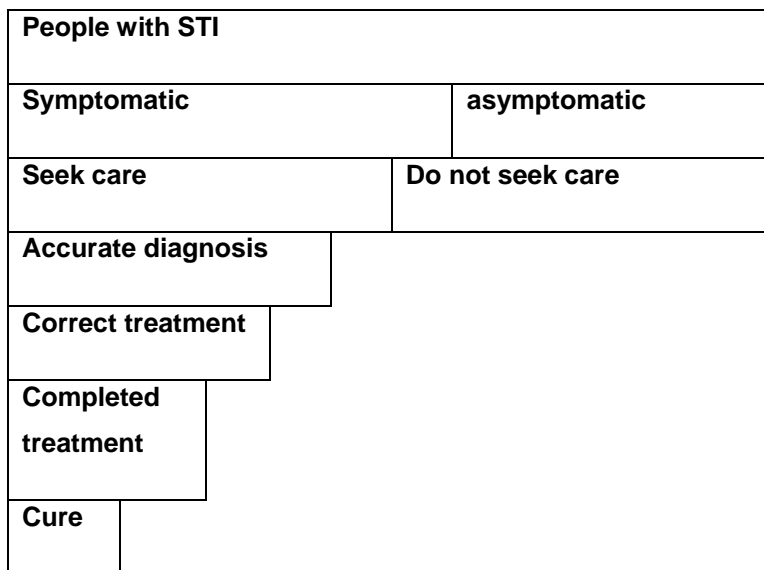 People with STI
Symptomatic asymptomatic
Seek care Do not seek care
Accurate diagnosis
Correct treatment
Completed
treatment
Cure